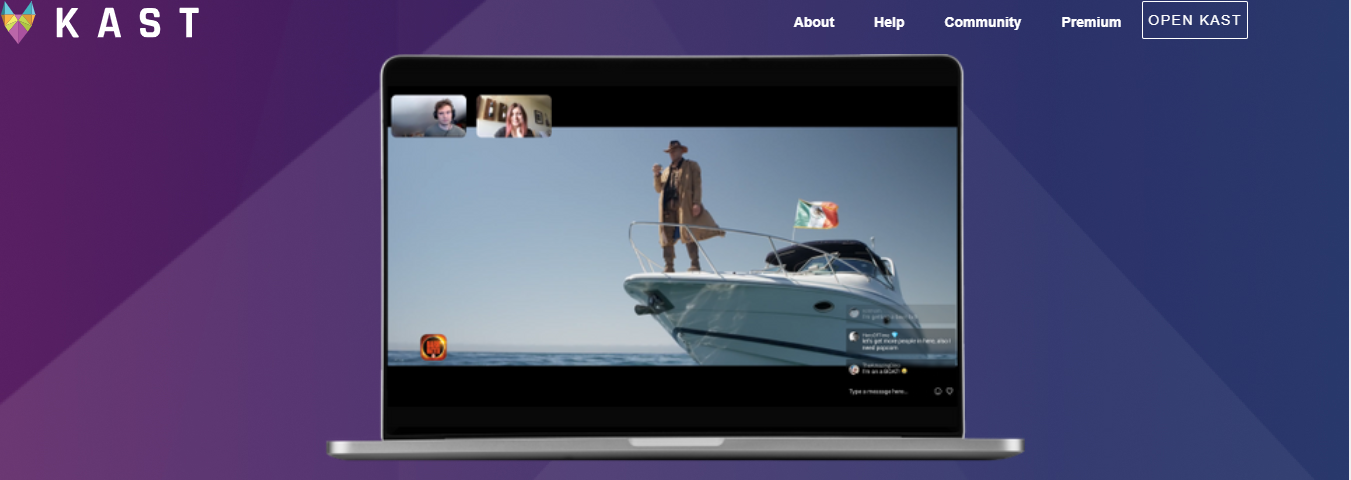 KAST
About
Help
Community
Premium
OPEN KAST
let's get more people in here, also I
need popcorn
I'm on a BOAT!
Type a message here...